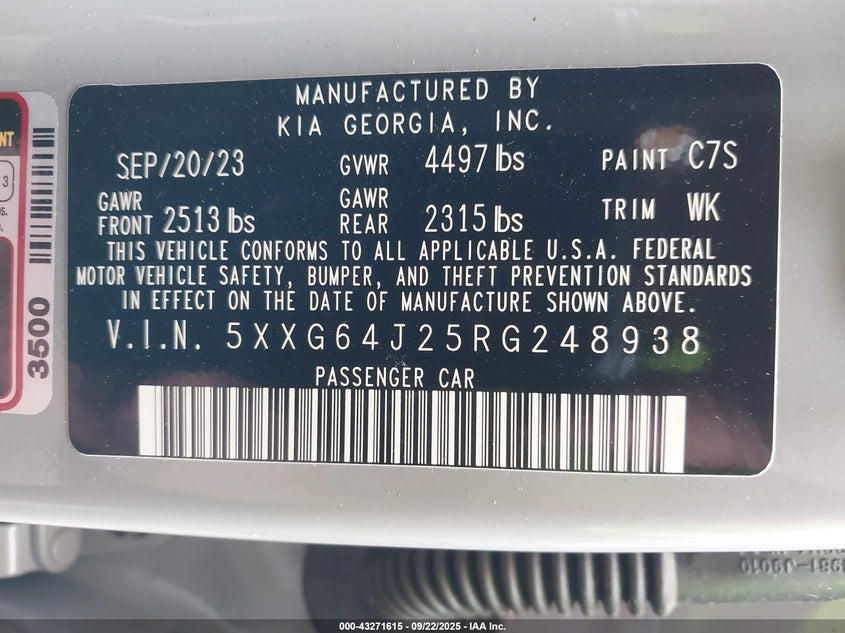 MANUFACTURED BY
KIA GEORGIA, INC.
SEP/20/23 GVWR 4497 lbs PAINT C7S
GAWR FRONT 2513 lbs GAWR REAR 2315 lbs TRIM WK
THIS VEHICLE CONFORMS TO ALL APPLICABLE U.S.A. FEDERAL
MOTOR VEHICLE SAFETY, BUMPER, AND THEFT PREVENTION STANDARDS
IN EFFECT ON THE DATE OF MANUFACTURE SHOWN ABOVE.
V.I.N. 5XXG64J25RG248938
PASSENGER CAR
3500
3
000-43271615 - 09/22/2025 - IAA Inc.